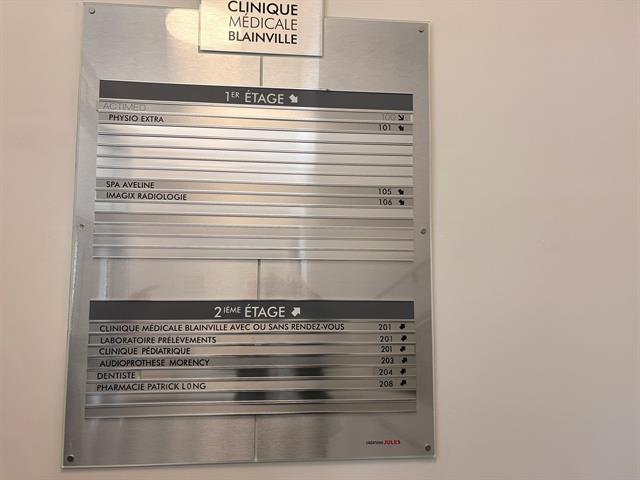 CLINIQUE
MÉDICALE
BLAINVILLE
1ER ÉTAGE
ACTIMED 100
PHYSIO EXTRA 101
SPA AVELINE 105
IMAGIX RADIOLOGIE 106
2IÈME ÉTAGE
CLINIQUE MÉDICALE BLAINVILLE AVEC OU SANS RENDEZ-VOUS 201
LABORATOIRE PRÉLÈVEMENTS 201
CLINIQUE PÉDIATRIQUE 201
AUDIOPROTHESE MORENCY 203
DENTISTE 204
PHARMACIE PATRICK LONG 208
JULES